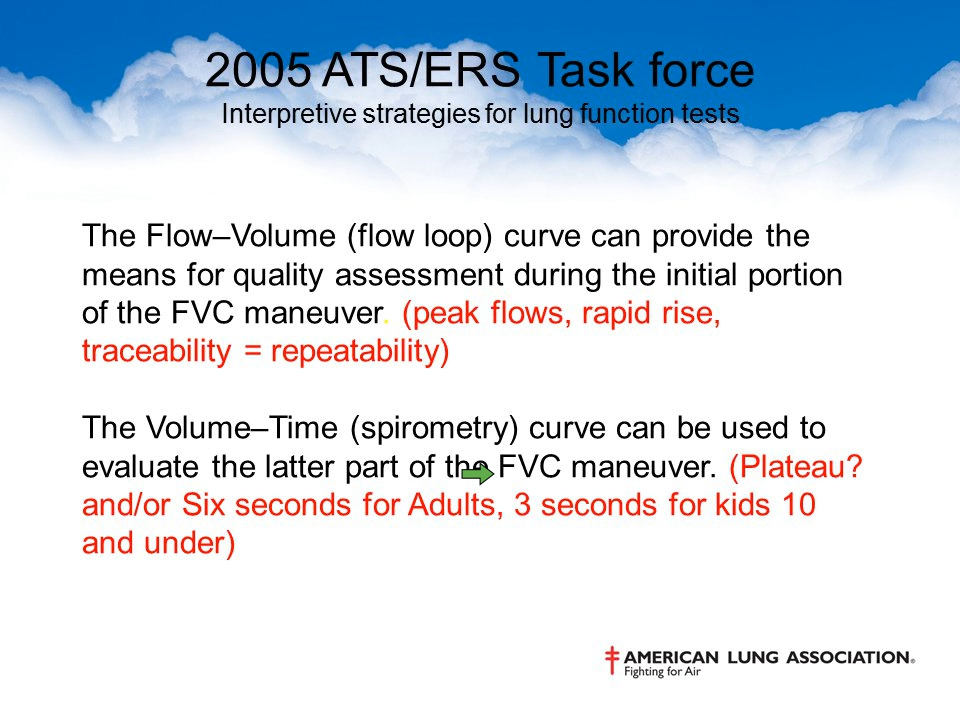 2005 ATS/ERS Task force
Interpretive strategies for lung function tests
The Flow–Volume (flow loop) curve can provide the
means for quality assessment during the initial portion
of the FVC maneuver. (peak flows, rapid rise,
traceability = repeatability)
The Volume–Time (spirometry) curve can be used to
evaluate the latter part of the FVC maneuver. (Plateau?
and/or Six seconds for Adults, 3 seconds for kids 10
and under)
AMERICAN LUNG ASSOCIATION®
Fighting for Air